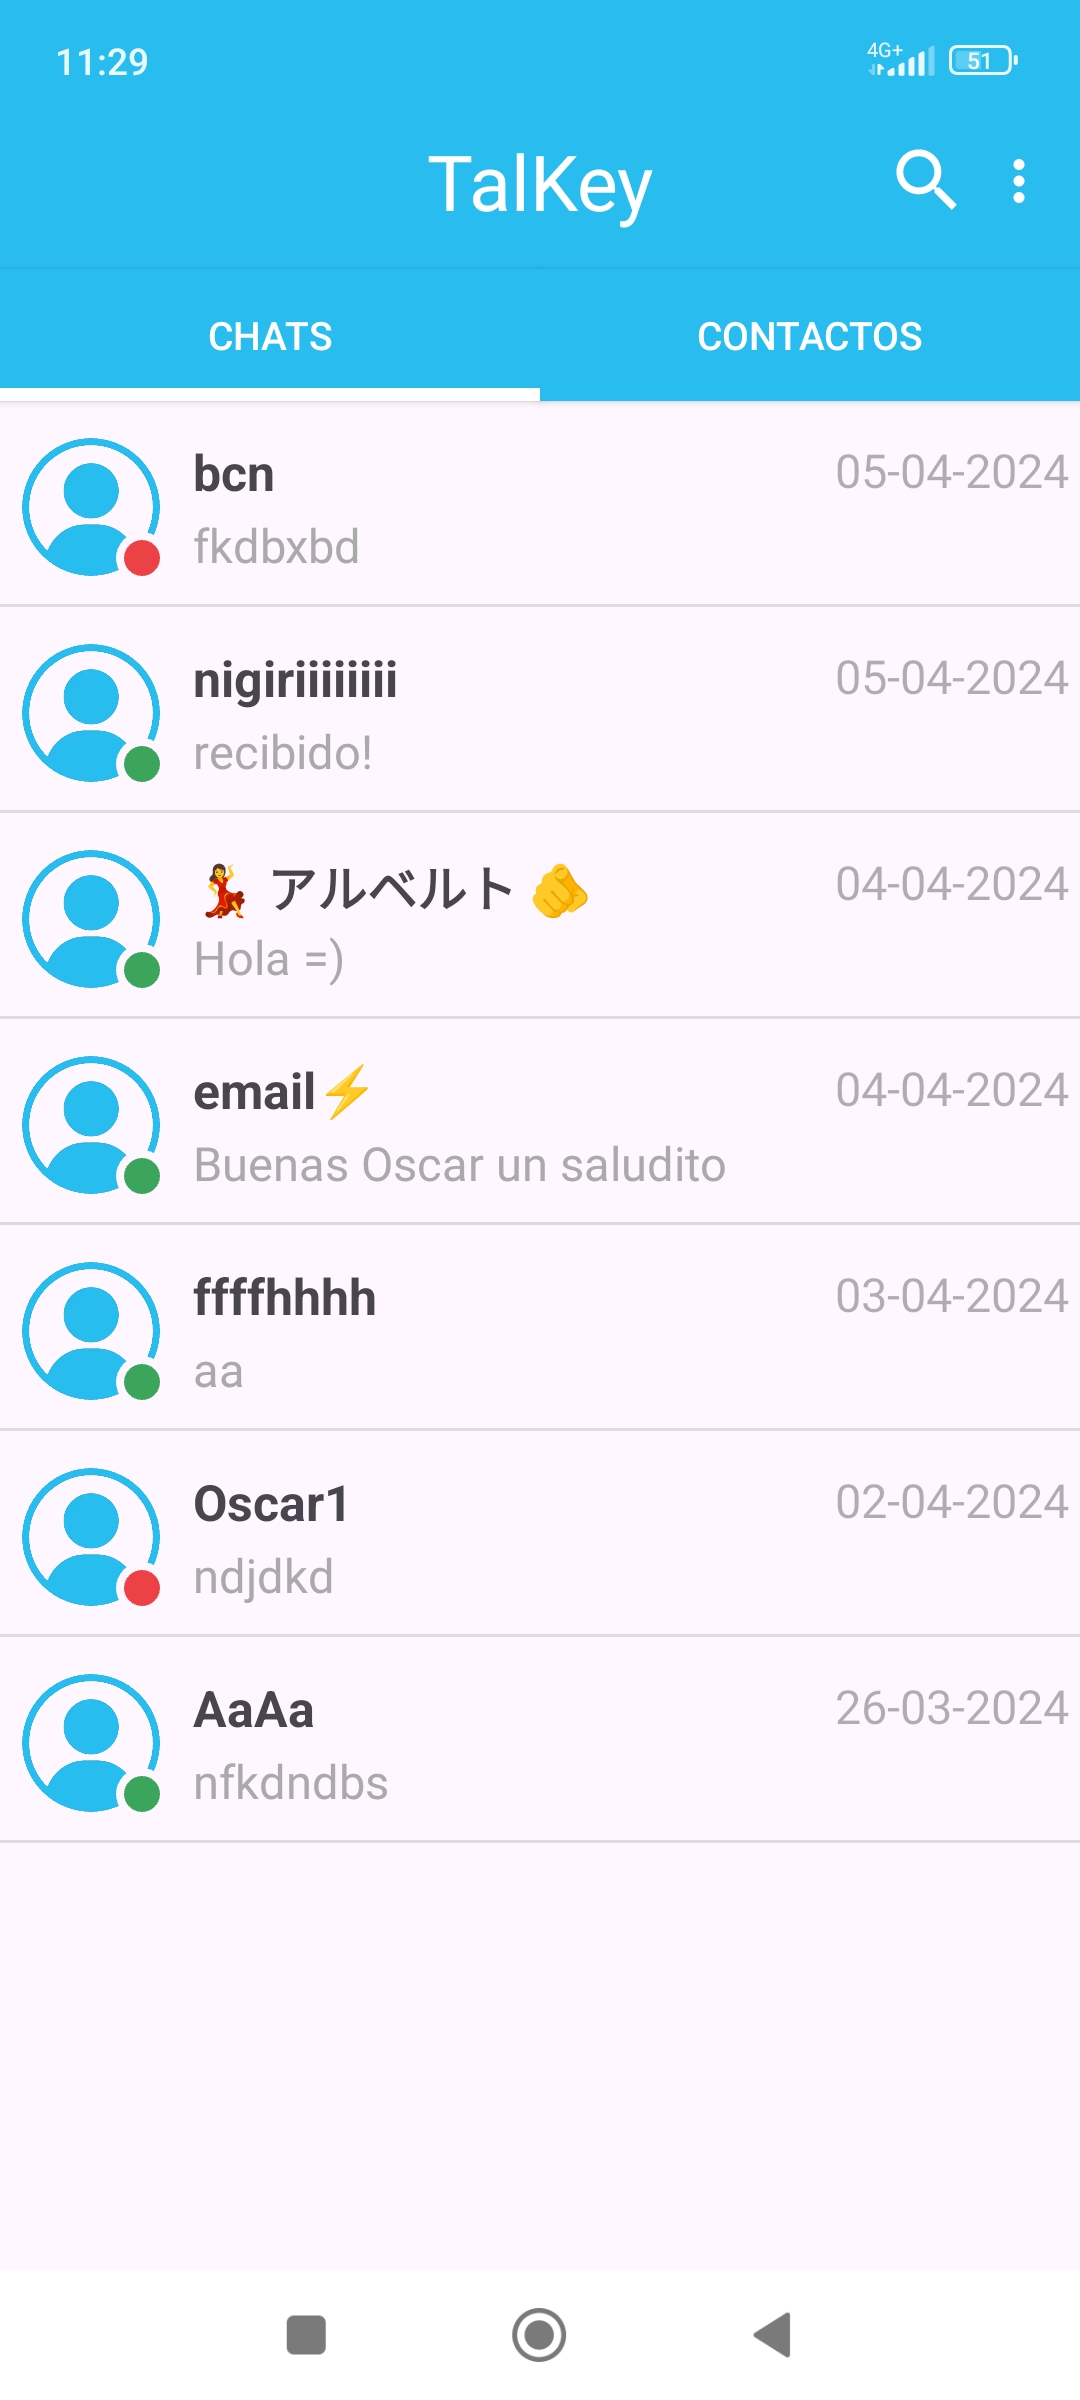 11:29
4G+
51
TalKey
CHATS
CONTACTOS
bcn
05-04-2024
fkdbxbd
nigiriiiiiiii
05-04-2024
recibido!
💃 アルベルト 🫵
04-04-2024
Hola =)
email⚡
04-04-2024
Buenas Oscar un saludito
ffffhhhh
03-04-2024
aa
Oscar1
02-04-2024
ndjdkd
AaAa
26-03-2024
nfkdndbs